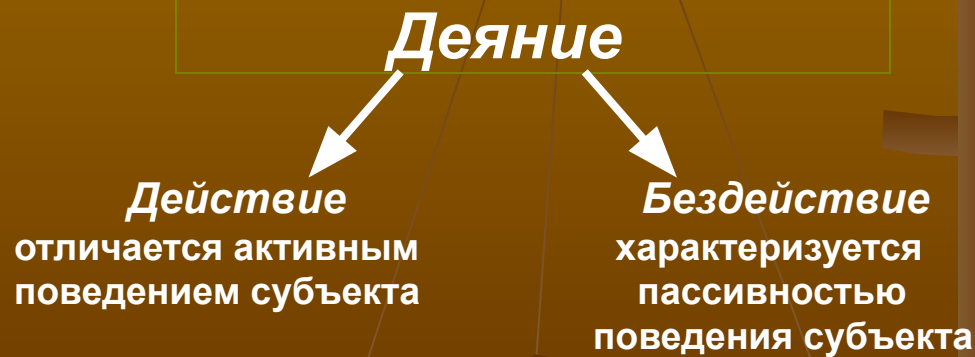 Деяние
Действие
отличается активным
поведением субъекта
Бездействие
характеризуется
пассивностью
поведения субъекта